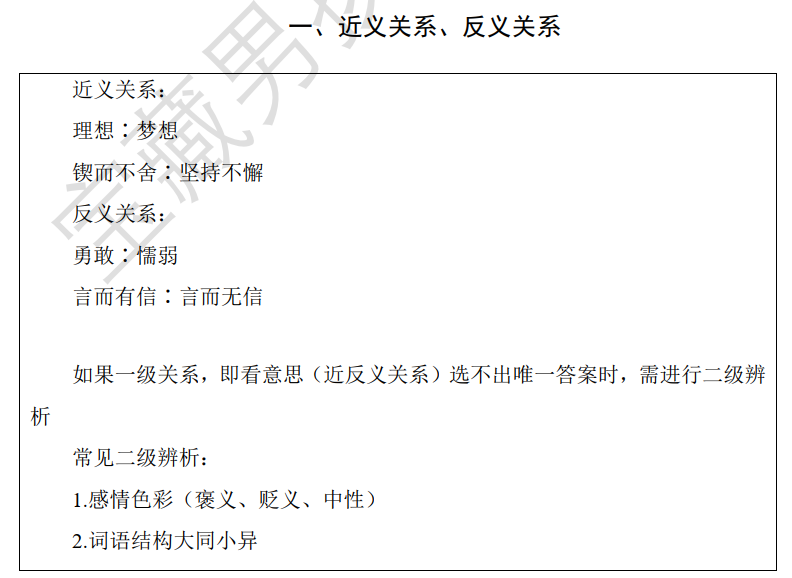 一、近义关系、反义关系
近义关系：
理想∶梦想
锲而不舍∶坚持不懈
反义关系：
勇敢∶懦弱
言而有信∶言而无信
如果一级关系，即看意思（近反义关系）选不出唯一答案时，需进行二级辨
析
常见二级辨析：
1.感情色彩（褒义、贬义、中性）
2.词语结构大同小异
宝藏男